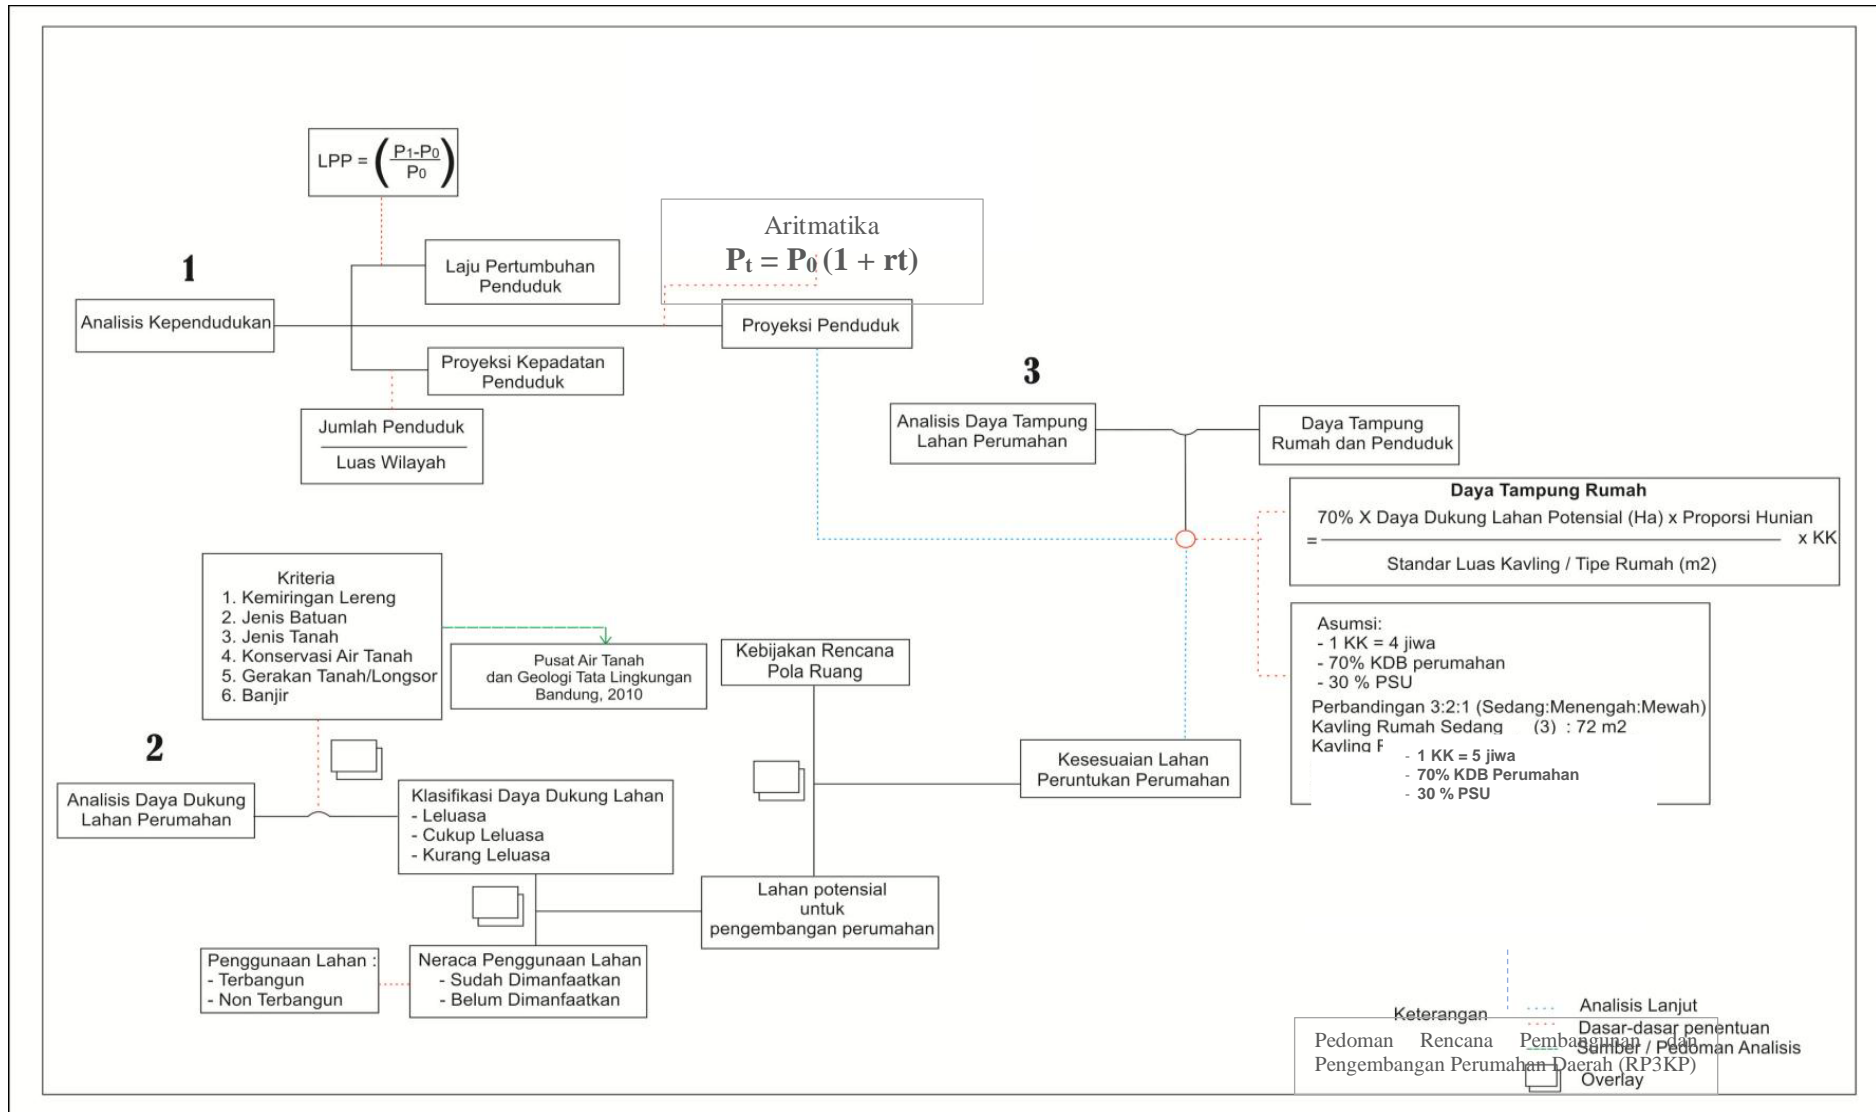 LPP = (P1-P0 / P0)
Aritmatika
Pt = P0 (1 + rt)
1
Laju Pertumbuhan
Penduduk
Analisis Kependudukan
Proyeksi Penduduk
Proyeksi Kepadatan
Penduduk
Jumlah Penduduk
Luas Wilayah
3
Analisis Daya Tampung
Lahan Perumahan
Daya Tampung
Rumah dan Penduduk
Daya Tampung Rumah
70% X Daya Dukung Lahan Potensial (Ha) x Proporsi Hunian
= x KK
Standar Luas Kavling / Tipe Rumah (m2)
Asumsi:
- 1 KK = 4 jiwa
- 70% KDB perumahan
- 30 % PSU
Perbandingan 3:2:1 (Sedang:Menengah:Mewah)
Kavling Rumah Sedang (3) : 72 m2
Kavling
- 1 KK = 5 jiwa
- 70% KDB Perumahan
- 30 % PSU
Kriteria
1. Kemiringan Lereng
2. Jenis Batuan
3. Jenis Tanah
4. Konservasi Air Tanah
5. Gerakan Tanah/Longsor
6. Banjir
Pusat Air Tanah
dan Geologi Tata Lingkungan
Bandung, 2010
Kebijakan Rencana
Pola Ruang
2
Analisis Daya Dukung
Lahan Perumahan
Klasifikasi Daya Dukung Lahan
- Leluasa
- Cukup Leluasa
- Kurang Leluasa
Kesesuaian Lahan
Peruntukan Perumahan
Lahan potensial
untuk
pengembangan perumahan
Penggunaan Lahan :
- Terbangun
- Non Terbangun
Neraca Penggunaan Lahan
- Sudah Dimanfaatkan
- Belum Dimanfaatkan
Keterangan
Analisis Lanjut
Dasar-dasar penentuan
Sumber / Pedoman Analisis
Overlay
Pedoman Rencana Pembangunan dan
Pengembangan Perumahan Daerah (RP3KP)